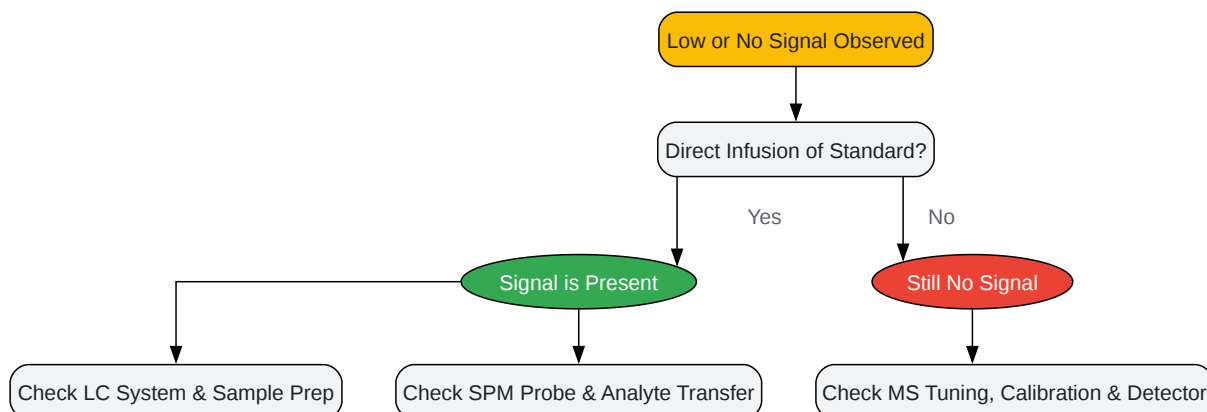 Low or No Signal Observed
Direct Infusion of Standard?
Yes
No
Signal is Present
Still No Signal
Check LC System & Sample Prep
Check SPM Probe & Analyte Transfer
Check MS Tuning, Calibration & Detector